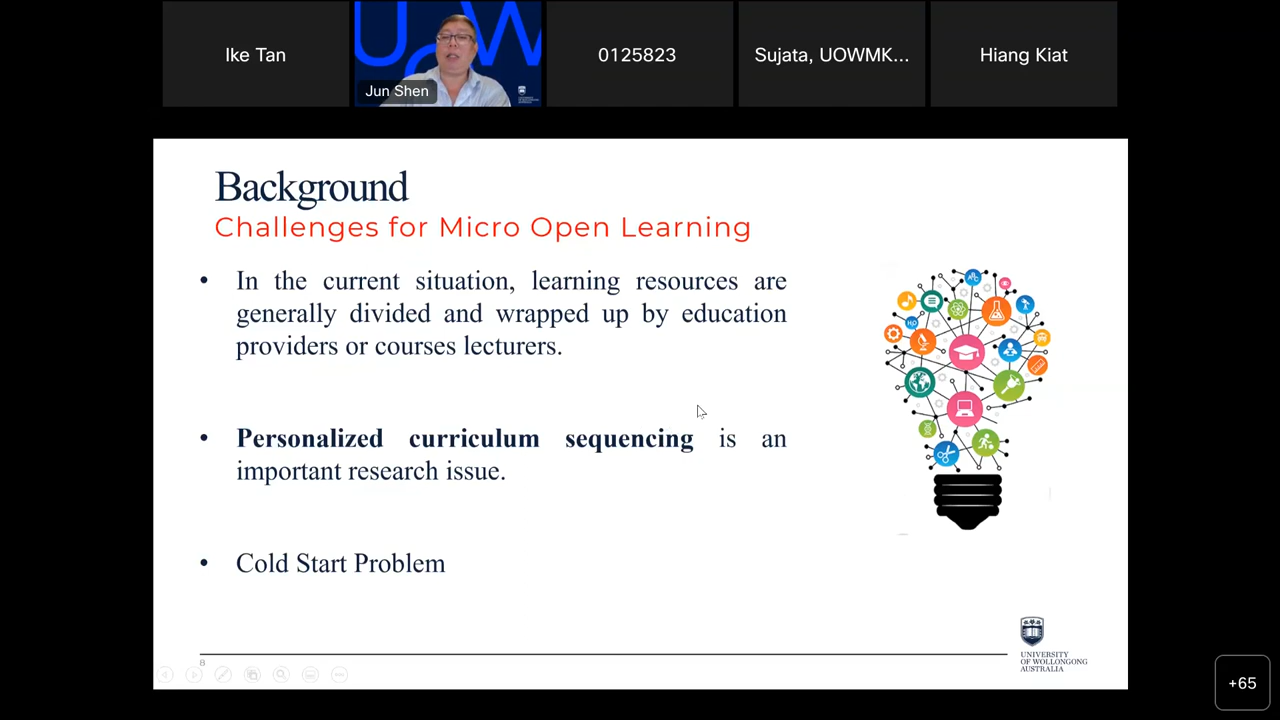 Ike Tan
UOW
Jun Shen
0125823
Sujata, UOWMK...
Hiang Kiat
Background
Challenges for Micro Open Learning
• In the current situation, learning resources are
generally divided and wrapped up by education
providers or courses lecturers.
• Personalized curriculum sequencing is an
important research issue.
• Cold Start Problem
8
UNIVERSITY
OF WOLLONGONG
AUSTRALIA
+65